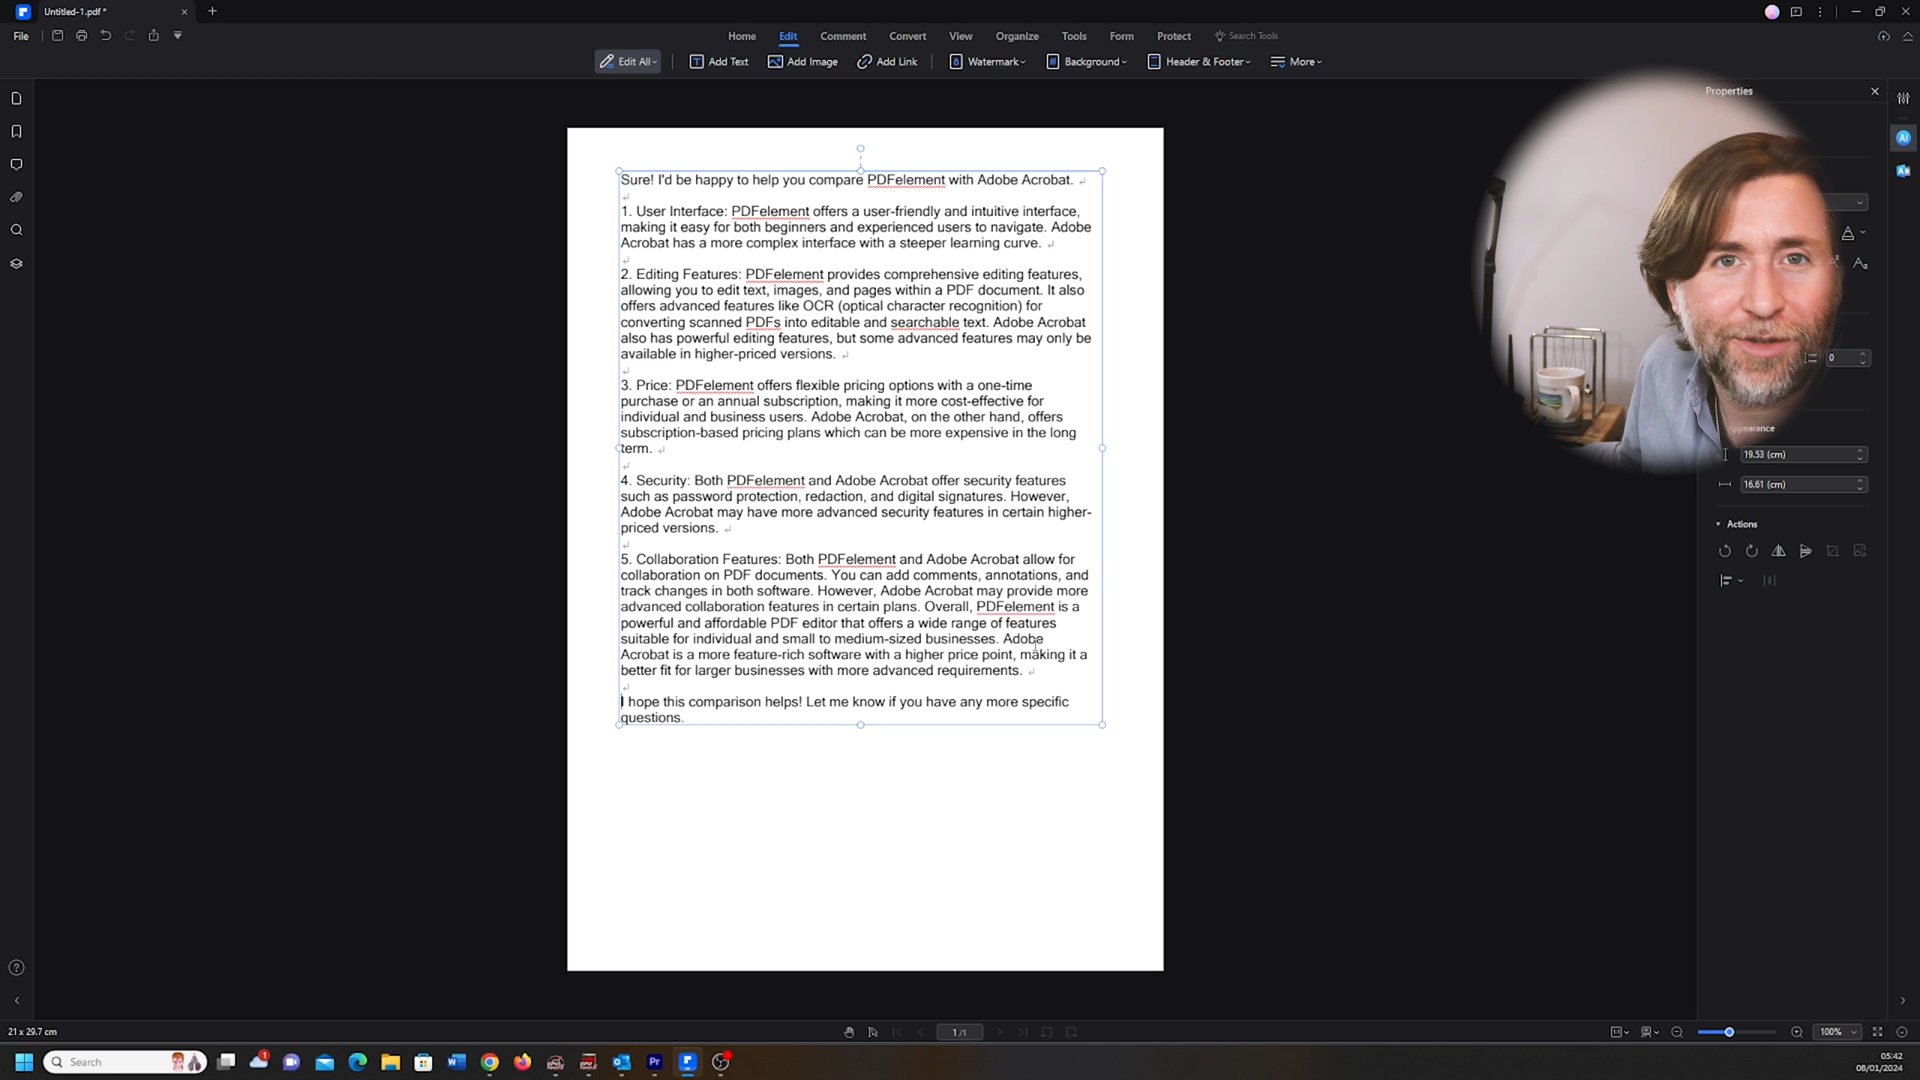 Untitled-1.pdf *
File
Home Edit Comment Convert View Organize Tools Form Protect Search Tools
Edit All Add Text Add Image Add Link Watermark Background Header & Footer More
Properties
Sure! I'd be happy to help you compare PDFelement with Adobe Acrobat.
1. User Interface: PDFelement offers a user-friendly and intuitive interface,
making it easy for both beginners and experienced users to navigate. Adobe
Acrobat has a more complex interface with a steeper learning curve.
2. Editing Features: PDFelement provides comprehensive editing features,
allowing you to edit text, images, and pages within a PDF document. It also
offers advanced features like OCR (optical character recognition) for
converting scanned PDFs into editable and searchable text. Adobe Acrobat
also has powerful editing features, but some advanced features may only be
available in higher-priced versions.
3. Price: PDFelement offers flexible pricing options with a one-time
purchase or an annual subscription, making it more cost-effective for
individual and business users. Adobe Acrobat, on the other hand, offers
subscription-based pricing plans which can be more expensive in the long
term.
4. Security: Both PDFelement and Adobe Acrobat offer security features
such as password protection, redaction, and digital signatures. However,
Adobe Acrobat may have more advanced security features in certain higher-
priced versions.
5. Collaboration Features: Both PDFelement and Adobe Acrobat allow for
collaboration on PDF documents. You can add comments, annotations, and
track changes in both software. However, Adobe Acrobat may provide more
advanced collaboration features in certain plans. Overall, PDFelement is a
powerful and affordable PDF editor that offers a wide range of features
suitable for individual and small to medium-sized businesses. Adobe
Acrobat is a more feature-rich software with a higher price point, making it a
better fit for larger businesses with more advanced requirements.
I hope this comparison helps! Let me know if you have any more specific
questions.
AI
0
Appearance
19.53 (cm)
16.61 (cm)
Actions
21 x 29.7 cm
1 /1
100%
Search
1
W
Pr
05:42
08/01/2024